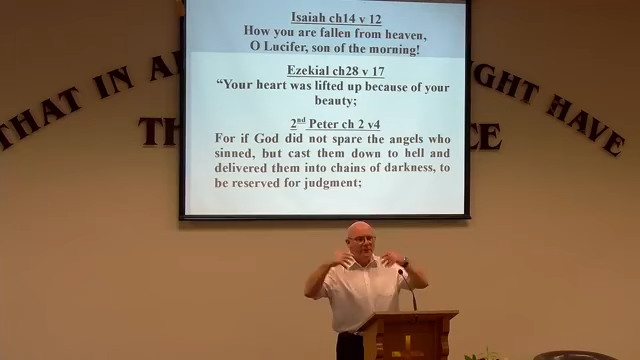 Isaiah ch14 v 12
How you are fallen from heaven,
O Lucifer, son of the morning!
Ezekial ch28 v 17
“Your heart was lifted up because of your
beauty;
2nd Peter ch 2 v4
For if God did not spare the angels who
sinned, but cast them down to hell and
delivered them into chains of darkness, to
be reserved for judgment;
THAT IN
GHT HAVE